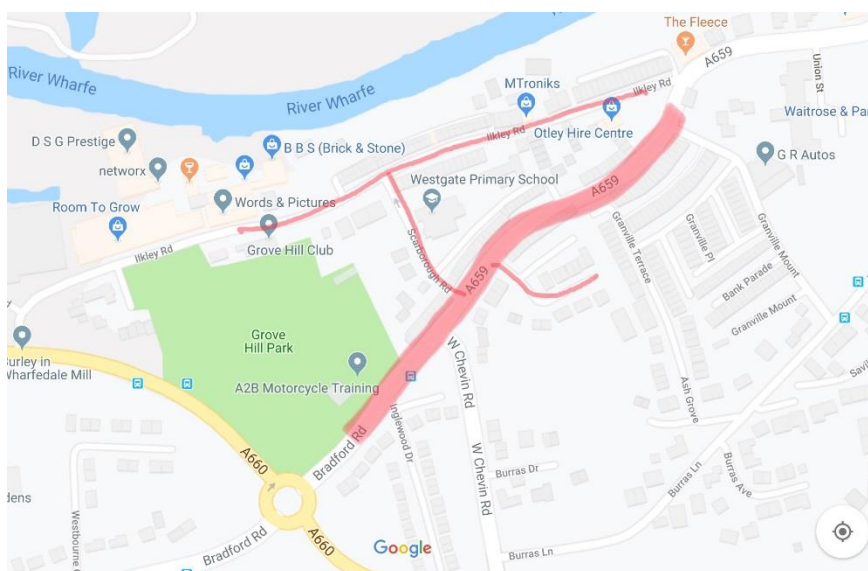 The Fleece
A659
River Wharfe
River Wharfe
MTroniks
Ilkley Rd
Union St
D S G Prestige
B B S (Brick & Stone)
Ilkley Rd
Otley Hire Centre
Waitrose & Pa
networx
G R Autos
Room To Grow
Words & Pictures
Westgate Primary School
A659
Ilkley Rd
Grove Hill Club
Scarborough Rd
Granville Terrace
Granville Pl
Granville Mount
A659
Bank Parade
Granville Mount
Burley in
Wharfedale Mill
Grove
Hill Park
A2B Motorcycle Training
W Chevin Rd
Ash Grove
Savi
Inglewood Dr
Bradford Rd
W Chevin Rd
A660
Burras Dr
Burras Ln
Burras Ave
dens
Westbourne
Bradford Rd
A660
Google
Burras Ln